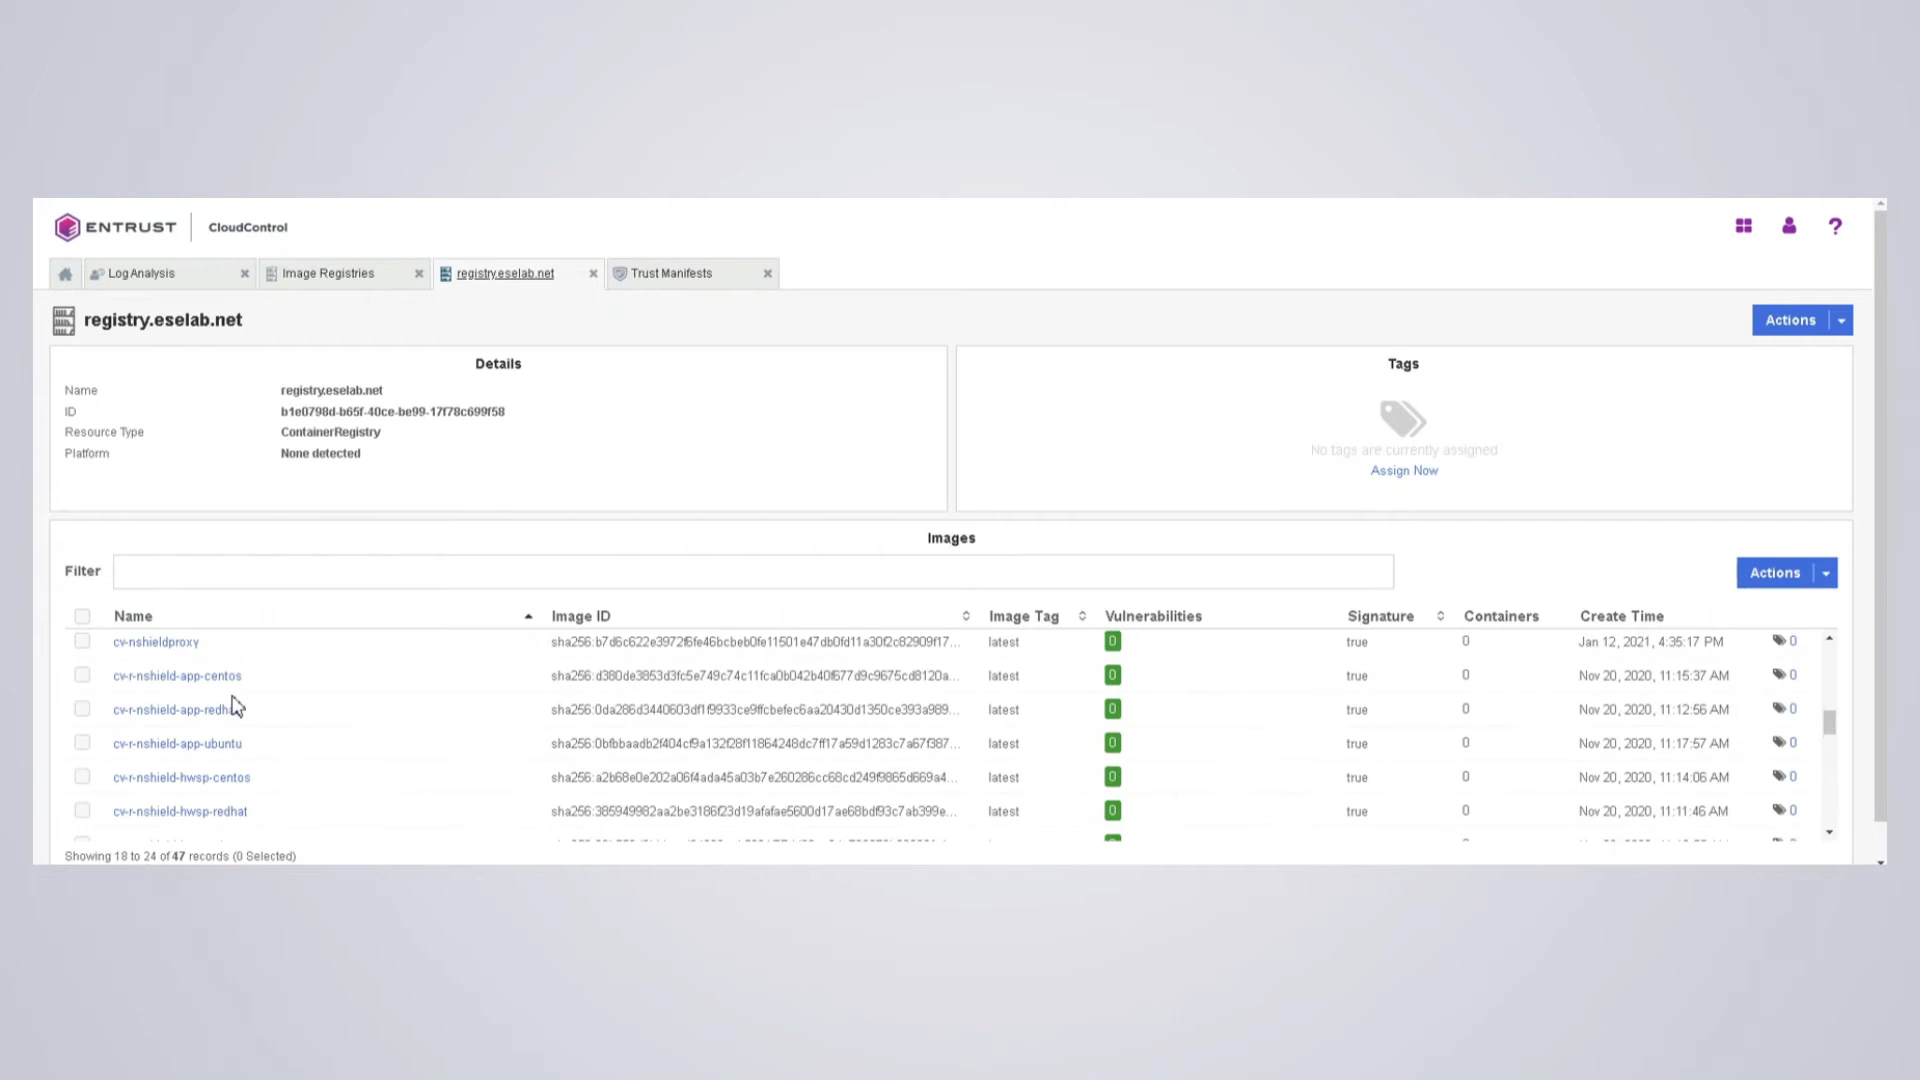 ENTRUST CloudControl
?
Log Analysis Image Registries registry.eselab.net Trust Manifests
registry.eselab.net Actions
Details
Name registry.eselab.net
ID b1e0798d-b65f-40ce-be99-17f78c699f58
Resource Type ContainerRegistry
Platform None detected
Tags
No tags are currently assigned
Assign Now
Images
Filter Actions
Name Image ID Image Tag Vulnerabilities Signature Containers Create Time
cv-nshieldproxy sha256:b7d6c622e3972f5fe46bcbeb0fe11501e47db0fd11a30f2c82909f17... latest 0 true 0 Jan 12, 2021, 4:35:17 PM 0
cv-r-nshield-app-centos sha256:d380de3853d3fc5e749c74c11fca0b042b40f677d9c9675cd8120a... latest 0 true 0 Nov 20, 2020, 11:15:37 AM 0
cv-r-nshield-app-redha sha256:0da286d3440603df1f9933ce9ffcbefec6aa20430d1350ce393a989... latest 0 true 0 Nov 20, 2020, 11:12:56 AM 0
cv-r-nshield-app-ubuntu sha256:0bfbbaadb2f404cf9a132f28f11864248dc7ff17a59d1283c7a67f387... latest 0 true 0 Nov 20, 2020, 11:17:57 AM 0
cv-r-nshield-hwsp-centos sha256:a2b68e0e202a06f4ada45a03b7e260286cc68cd249f9865d669a4... latest 0 true 0 Nov 20, 2020, 11:14:06 AM 0
cv-r-nshield-hwsp-redhat sha256:385949982aa2be3186f23d19afafae5600d17ae68bdf93c7ab399e... latest 0 true 0 Nov 20, 2020, 11:11:46 AM 0
Showing 18 to 24 of 47 records (0 Selected)